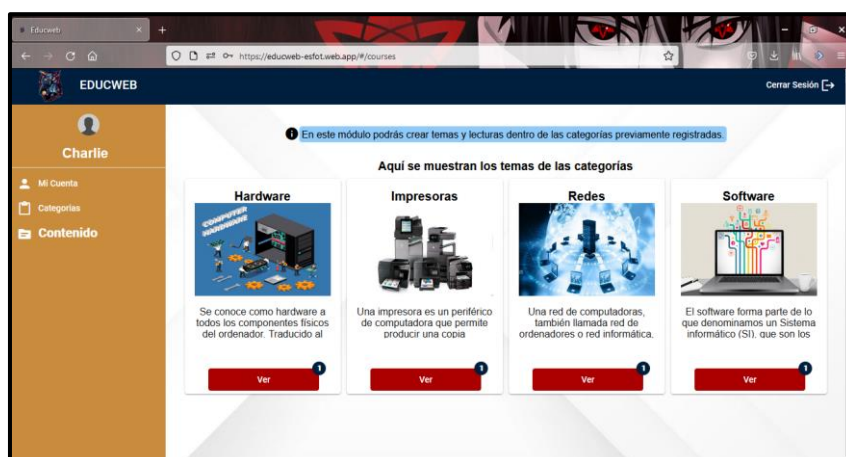 Educweb
https://educweb-esfot.web.app/#/courses
EDUCWEB
Cerrar Sesión
Charlie
Mi Cuenta
Categorías
Contenido
En este módulo podrás crear temas y lecturas dentro de las categorías previamente registradas.
Aquí se muestran los temas de las categorías
Hardware
COMPUTER
HARDWARE
Se conoce como hardware a
todos los componentes físicos
del ordenador. Traducido al
1
Ver
Impresoras
Una impresora es un periférico
de computadora que permite
producir una copia
1
Ver
Redes
Una red de computadoras,
también llamada red de
ordenadores o red informática,
1
Ver
Software
El software forma parte de lo
que denominamos un Sistema
informático (SI), que son los
1
Ver